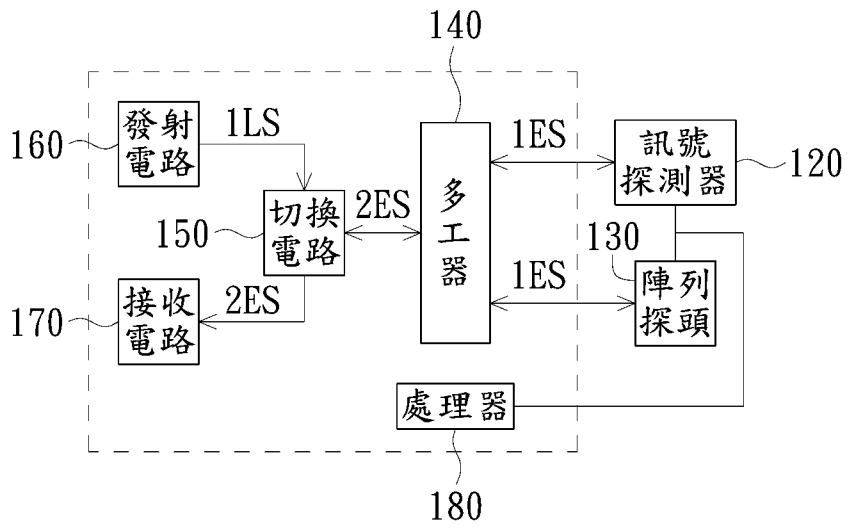 140
發射
電路
1LS
160
1ES
訊號
探測器
120
多
工
器
切換
電路
150
2ES
130
陣列
探頭
1ES
接收
電路
170
2ES
處理器
180